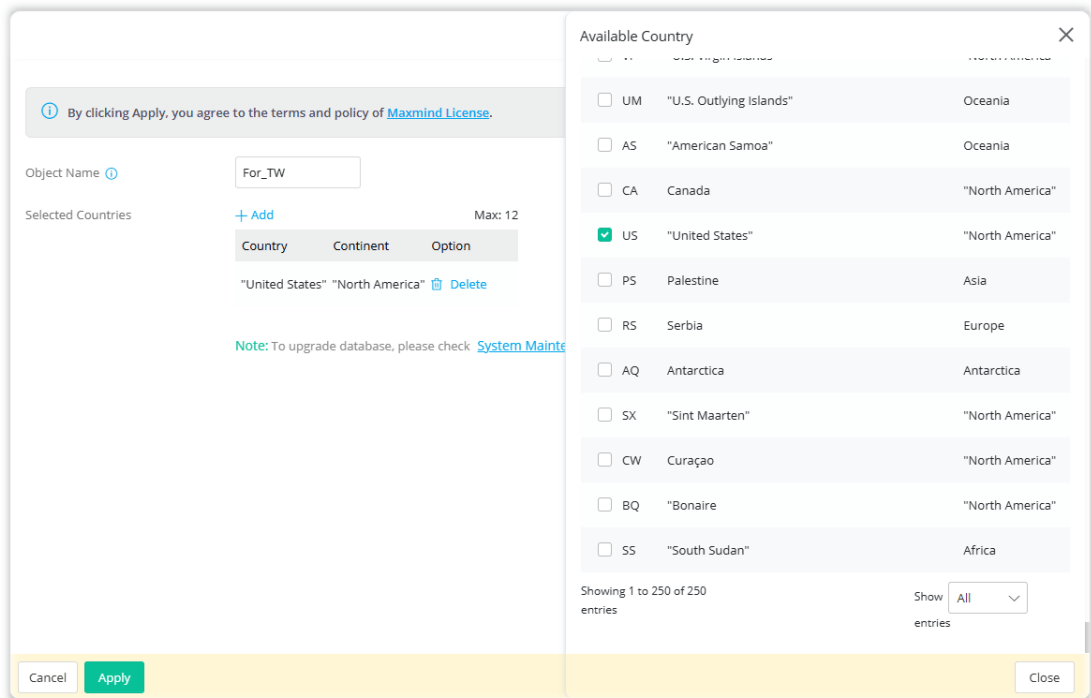 By clicking Apply, you agree to the terms and policy of Maxmind License.
Object Name
For_TW
Selected Countries
+ Add
Max: 12
Country Continent Option
"United States" "North America" Delete
Note: To upgrade database, please check System Mainte
Cancel
Apply
Available Country
"U.S. Virgin Islands" "North America"
UM "U.S. Outlying Islands" Oceania
AS "American Samoa" Oceania
CA Canada "North America"
US "United States" "North America"
PS Palestine Asia
RS Serbia Europe
AQ Antarctica Antarctica
SX "Sint Maarten" "North America"
CW Curaçao "North America"
BQ "Bonaire "North America"
SS "South Sudan" Africa
Showing 1 to 250 of 250
entries
Show All
entries
Close